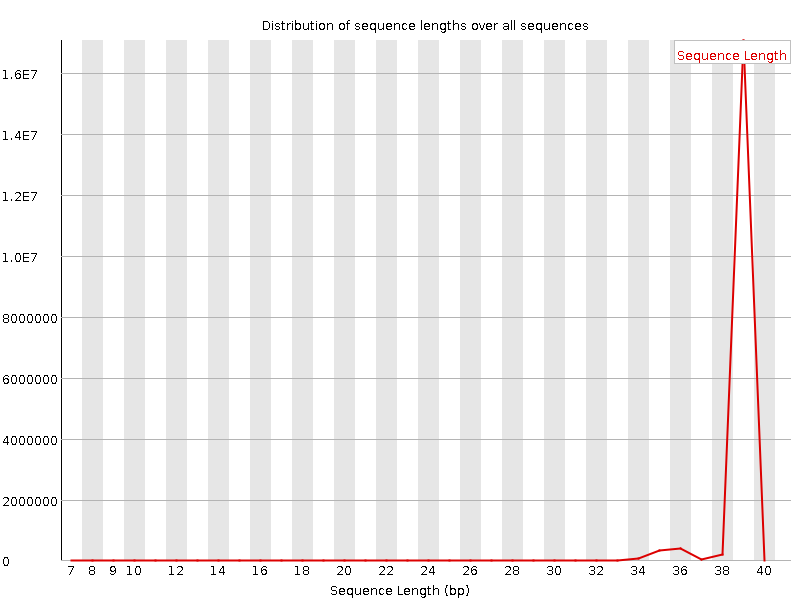 Distribution of sequence lengths over all sequences
Sequence Length
1.6E7
1.4E7
1.2E7
1.0E7
8000000
6000000
4000000
2000000
0
7 8 9 10 12 14 16 18 20 22 24 26 28 30 32 34 36 38 40
Sequence Length (bp)